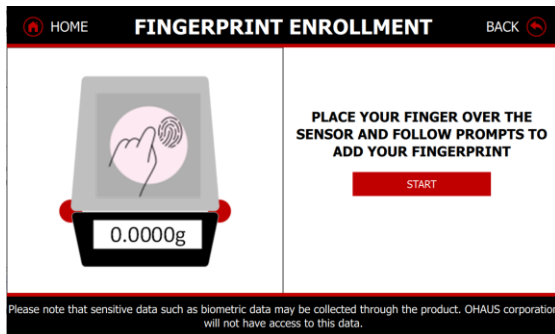 HOME
FINGERPRINT ENROLLMENT
BACK
PLACE YOUR FINGER OVER THE
SENSOR AND FOLLOW PROMPTS TO
ADD YOUR FINGERPRINT
START
0.0000g
Please note that sensitive data such as biometric data may be collected through the product. OHAUS corporation
will not have access to this data.